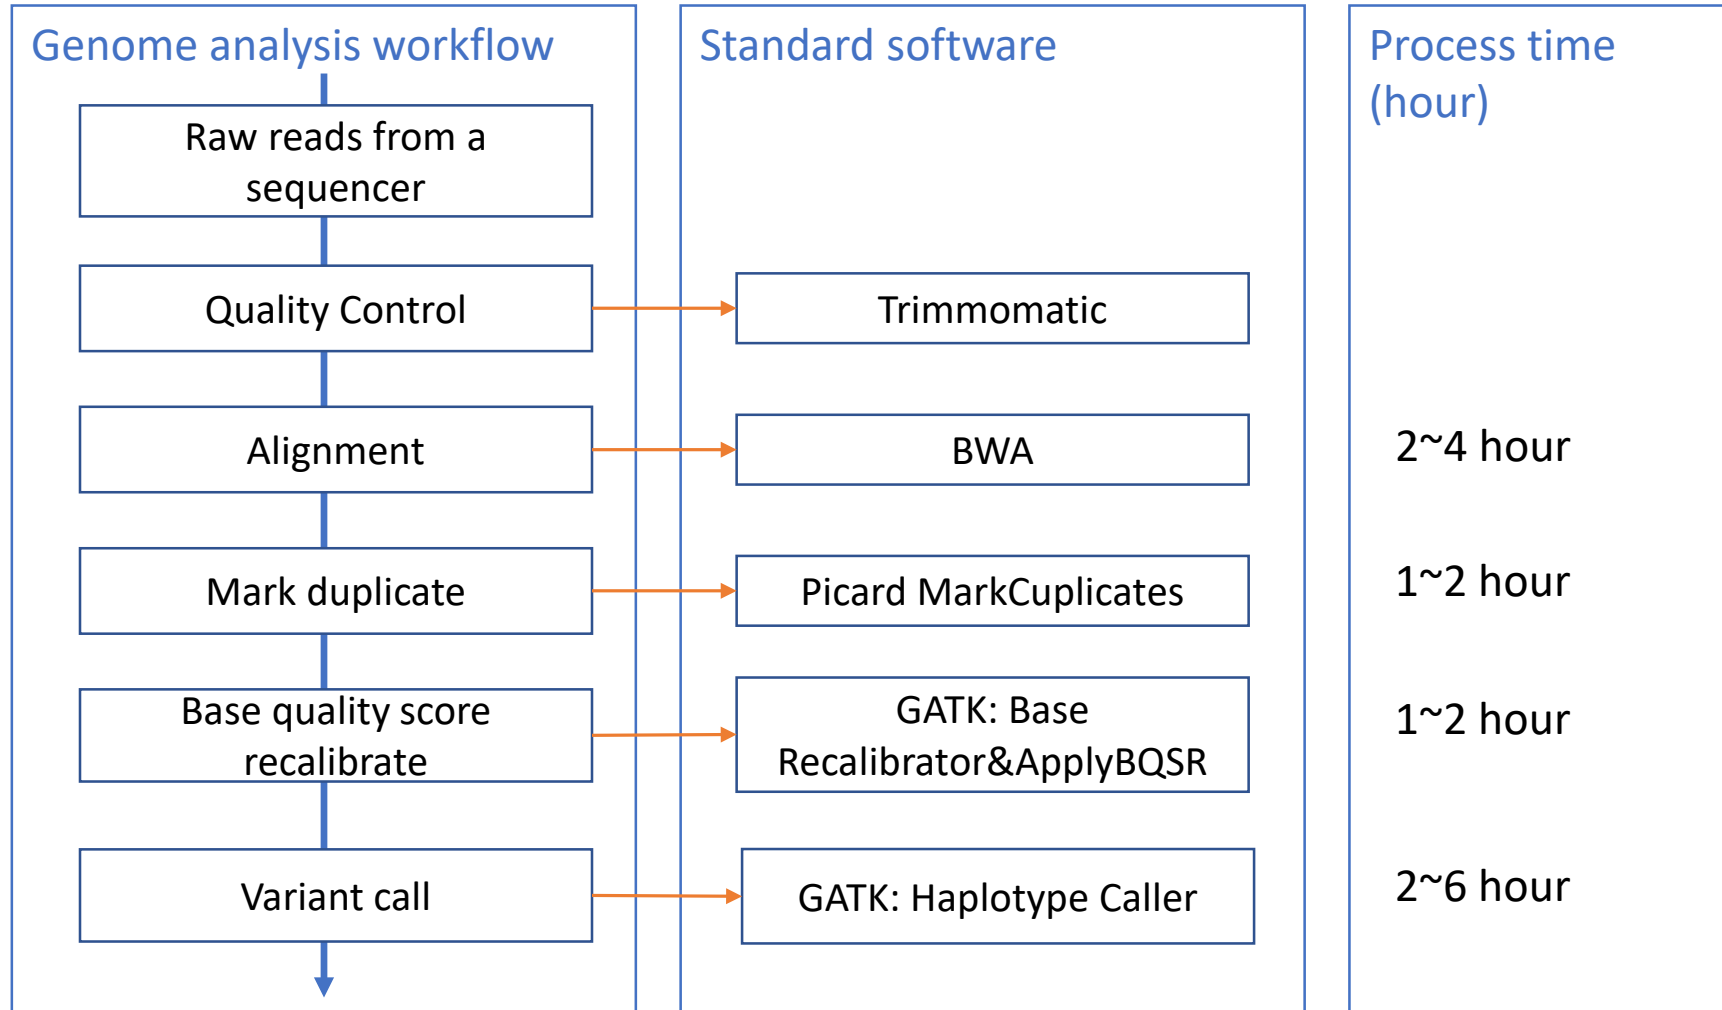 Genome analysis workflow
Standard software
Process time
(hour)
Raw reads from a
sequencer
Quality Control
Trimmomatic
Alignment
BWA
2~4 hour
Mark duplicate
Picard MarkCuplicates
1~2 hour
Base quality score
recalibrate
GATK: Base
Recalibrator&ApplyBQSR
1~2 hour
Variant call
GATK: Haplotype Caller
2~6 hour